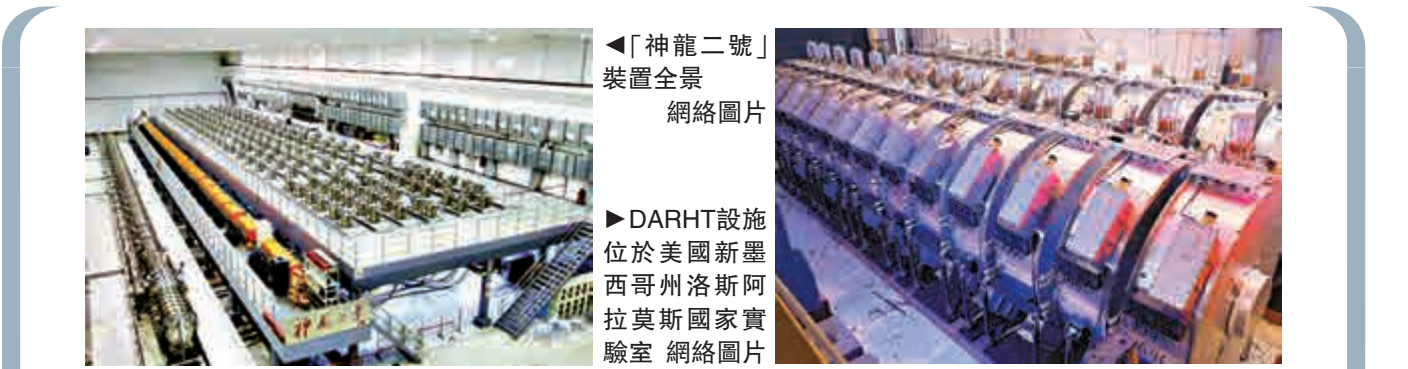 ◀「神龍二號」
裝置全景
網絡圖片
▶DARHT設施
位於美國新墨
西哥州洛斯阿
拉莫斯國家實
驗室 網絡圖片